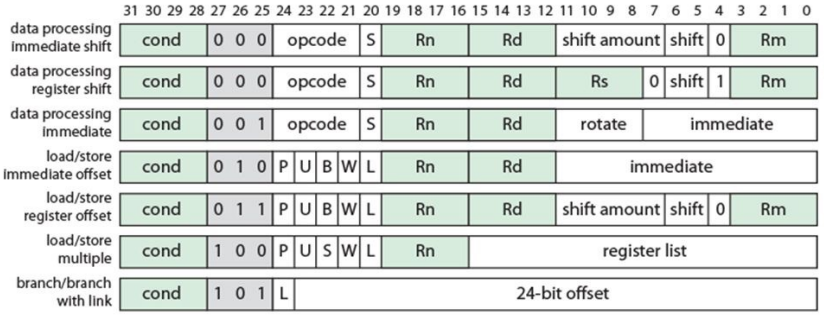 31 30 29 28 27 26 25 24 23 22 21 20 19 18 17 16 15 14 13 12 11 10 9 8 7 6 5 4 3 2 1 0
data processing
immediate shift
cond 0 0 0 opcode S Rn Rd shift amount shift 0 Rm
data processing
register shift
cond 0 0 0 opcode S Rn Rd Rs 0 shift 1 Rm
data processing
immediate
cond 0 0 1 opcode S Rn Rd rotate immediate
load/store
immediate offset
cond 0 1 0 P U B W L Rn Rd immediate
load/store
register offset
cond 0 1 1 P U B W L Rn Rd shift amount shift 0 Rm
load/store
multiple
cond 1 0 0 P U S W L Rn register list
branch/branch
with link
cond 1 0 1 L 24-bit offset